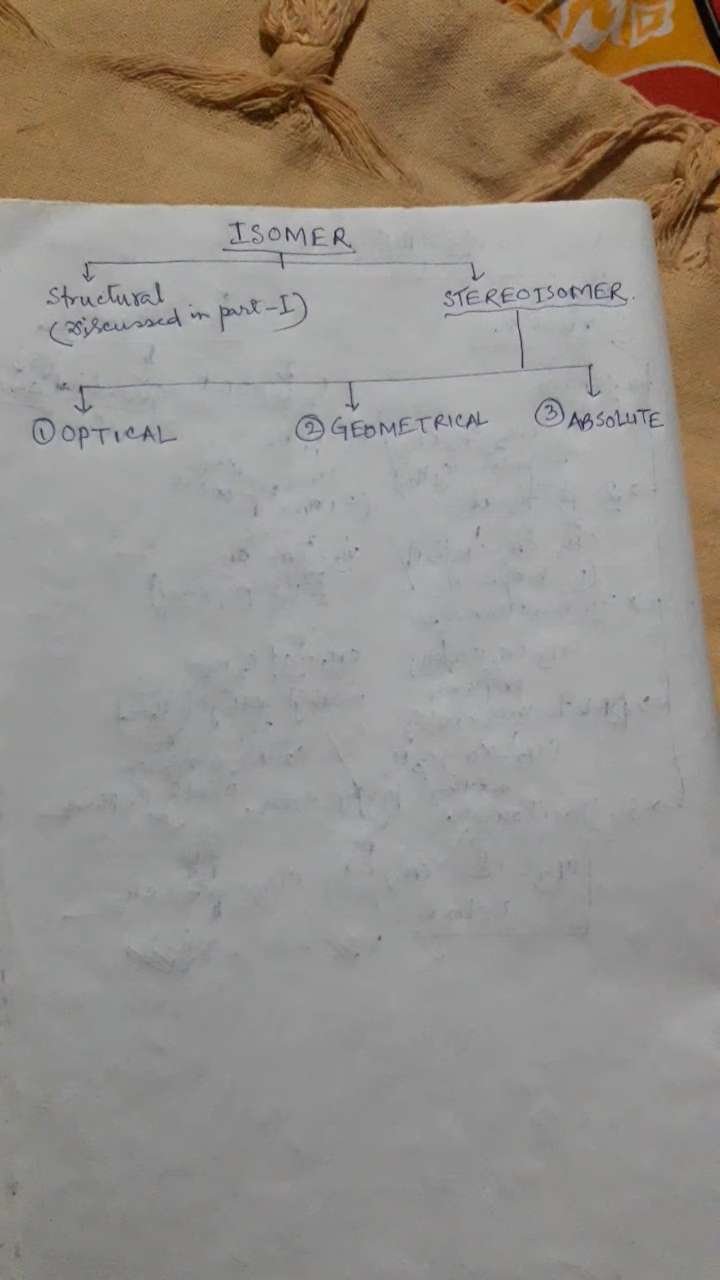 ISOMER
Structural
(Discussed in part-I)
STEREOISOMER.
① OPTICAL
② GEOMETRICAL
③ ABSOLUTE